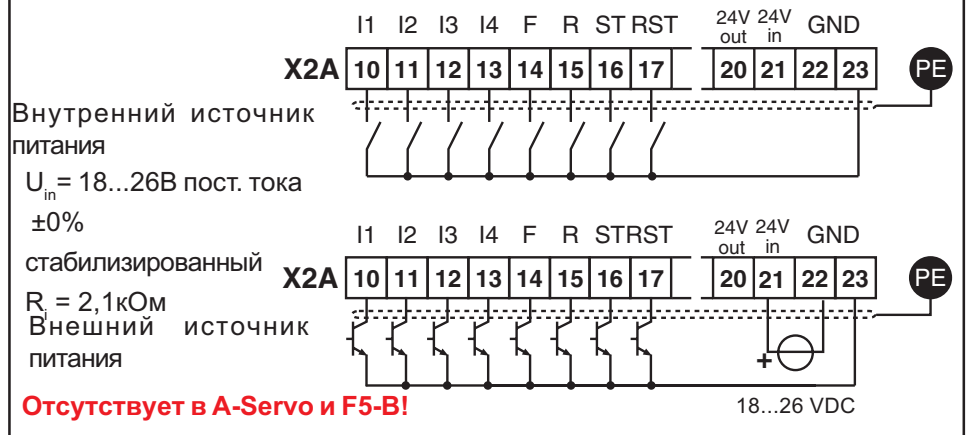 I1 I2 I3 I4 F R ST RST 24V out 24V in GND
X2A 10 11 12 13 14 15 16 17 20 21 22 23 PE
Внутренний источник
питания
U_in = 18...26В пост. тока
±0%
стабилизированный
R_i = 2,1кОм
Внешний источник
питания
I1 I2 I3 I4 F R STRST 24V out 24V in GND
X2A 10 11 12 13 14 15 16 17 20 21 22 23 PE
+
18...26 VDC
Отсутствует в A-Servo и F5-B!